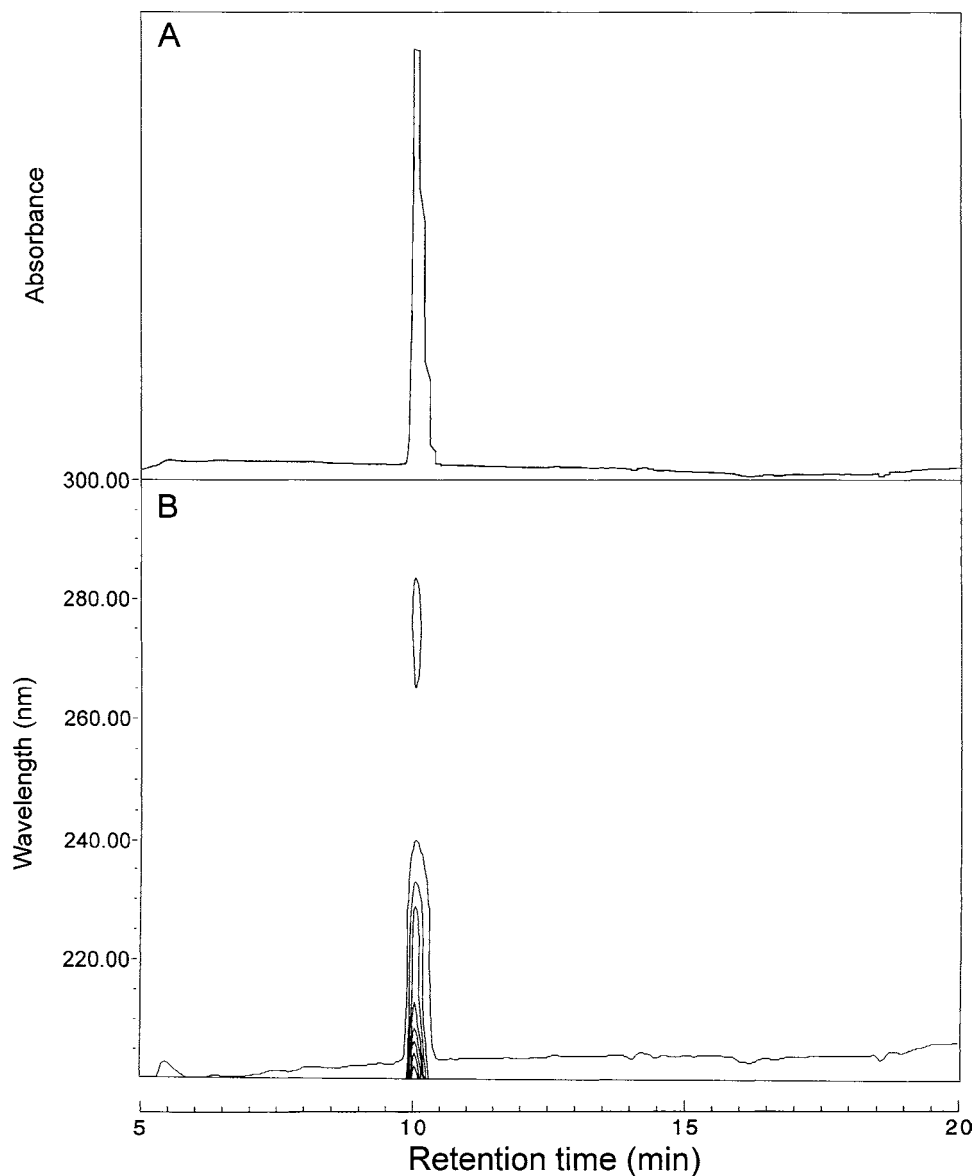 A
Absorbance
300.00
B
280.00
260.00
240.00
220.00
Wavelength (nm)
5
10
15
20
Retention time (min)